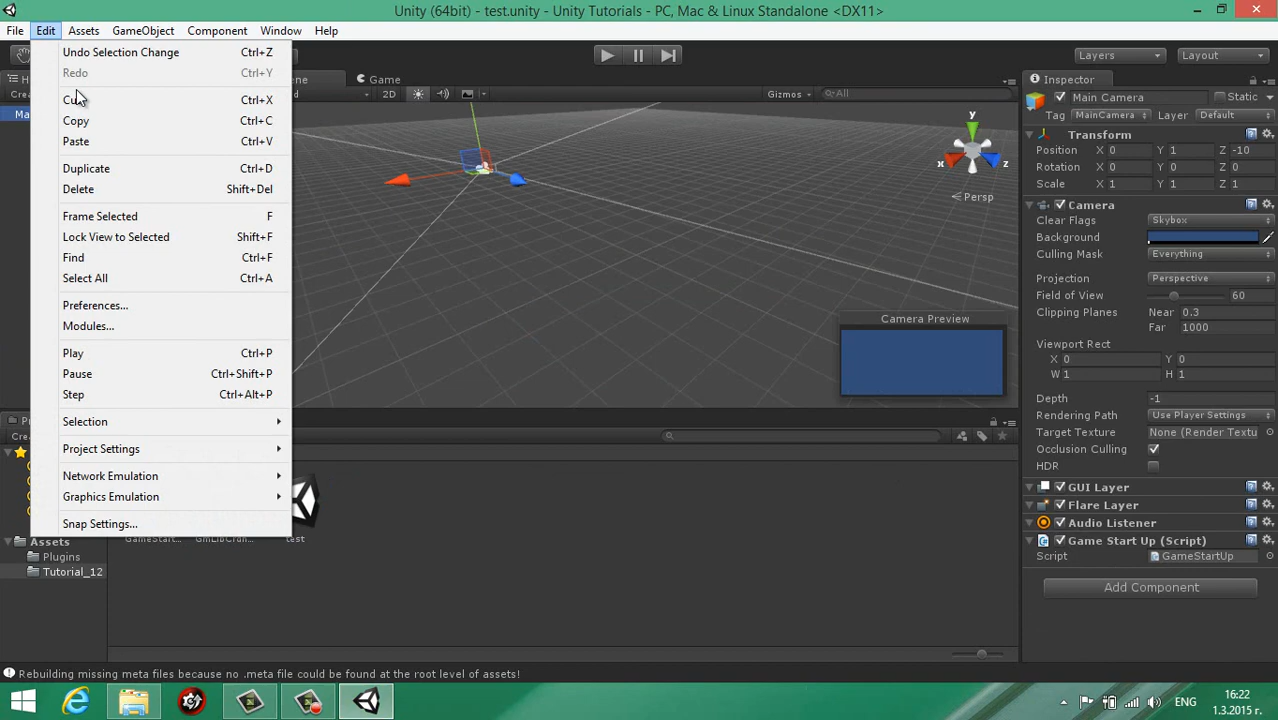 Unity (64bit) - test.unity - Unity Tutorials - PC, Mac & Linux Standalone <DX11>
File Edit Assets GameObject Component Window Help
Layers Layout
Game
2D Gizmos All
Undo Selection Change Ctrl+Z
Redo Ctrl+Y
Ctrl+X
Copy Ctrl+C
Paste Ctrl+V
Duplicate Ctrl+D
Delete Shift+Del
Frame Selected F
Lock View to Selected Shift+F
Find Ctrl+F
Select All Ctrl+A
Preferences...
Modules...
Play Ctrl+P
Pause Ctrl+Shift+P
Step Ctrl+Alt+P
Selection
Project Settings
Network Emulation
Graphics Emulation
Snap Settings...
y
x z
Persp
Camera Preview
Inspector
Main Camera Static
Tag MainCamera Layer Default
Transform
Position X 0 Y 1 Z -10
Rotation X 0 Y 0 Z 0
Scale X 1 Y 1 Z 1
Camera
Clear Flags Skybox
Background
Culling Mask Everything
Projection Perspective
Field of View 60
Clipping Planes Near 0.3
Far 1000
Viewport Rect
X 0 Y 0
W 1 H 1
Depth -1
Rendering Path Use Player Settings
Target Texture None (Render Textu
Occlusion Culling
HDR
GUI Layer
Flare Layer
Audio Listener
Game Start Up (Script)
Script GameStartUp
Add Component
Assets
Plugins
Tutorial_12
GameStart... test
Rebuilding missing meta files because no .meta file could be found at the root level of assets!
ENG
16:22
1.3.2015 г.